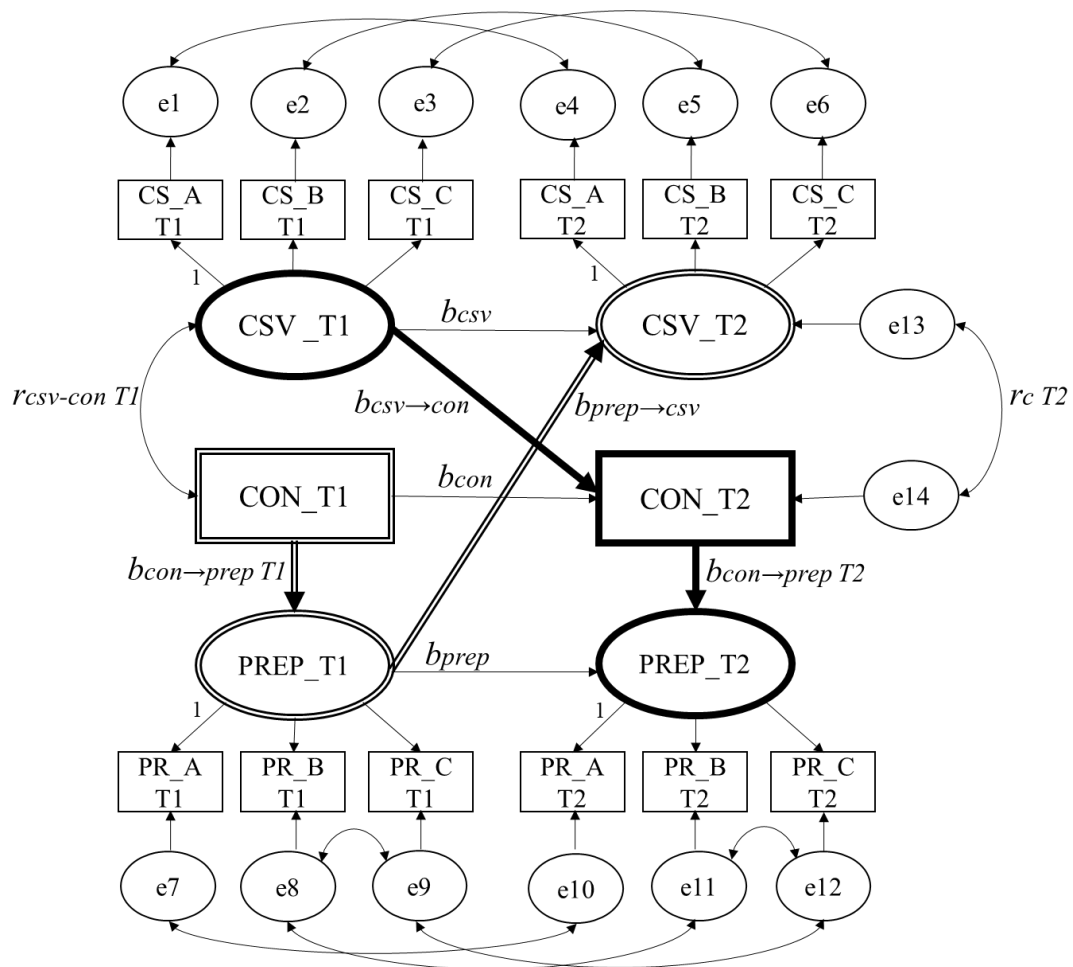 e1 e2 e3 e4 e5 e6
CS_A CS_B CS_C CS_A CS_B CS_C
T1 T1 T1 T2 T2 T2
1 1
CSV_T1 bcsv CSV_T2 e13
rcsv-con T1 bcsv→con bprep→csv rc T2
CON_T1 bcon CON_T2 e14
bcon→prep T1 bcon→prep T2
PREP_T1 bprep PREP_T2
1 1
PR_A PR_B PR_C PR_A PR_B PR_C
T1 T1 T1 T2 T2 T2
e7 e8 e9 e10 e11 e12